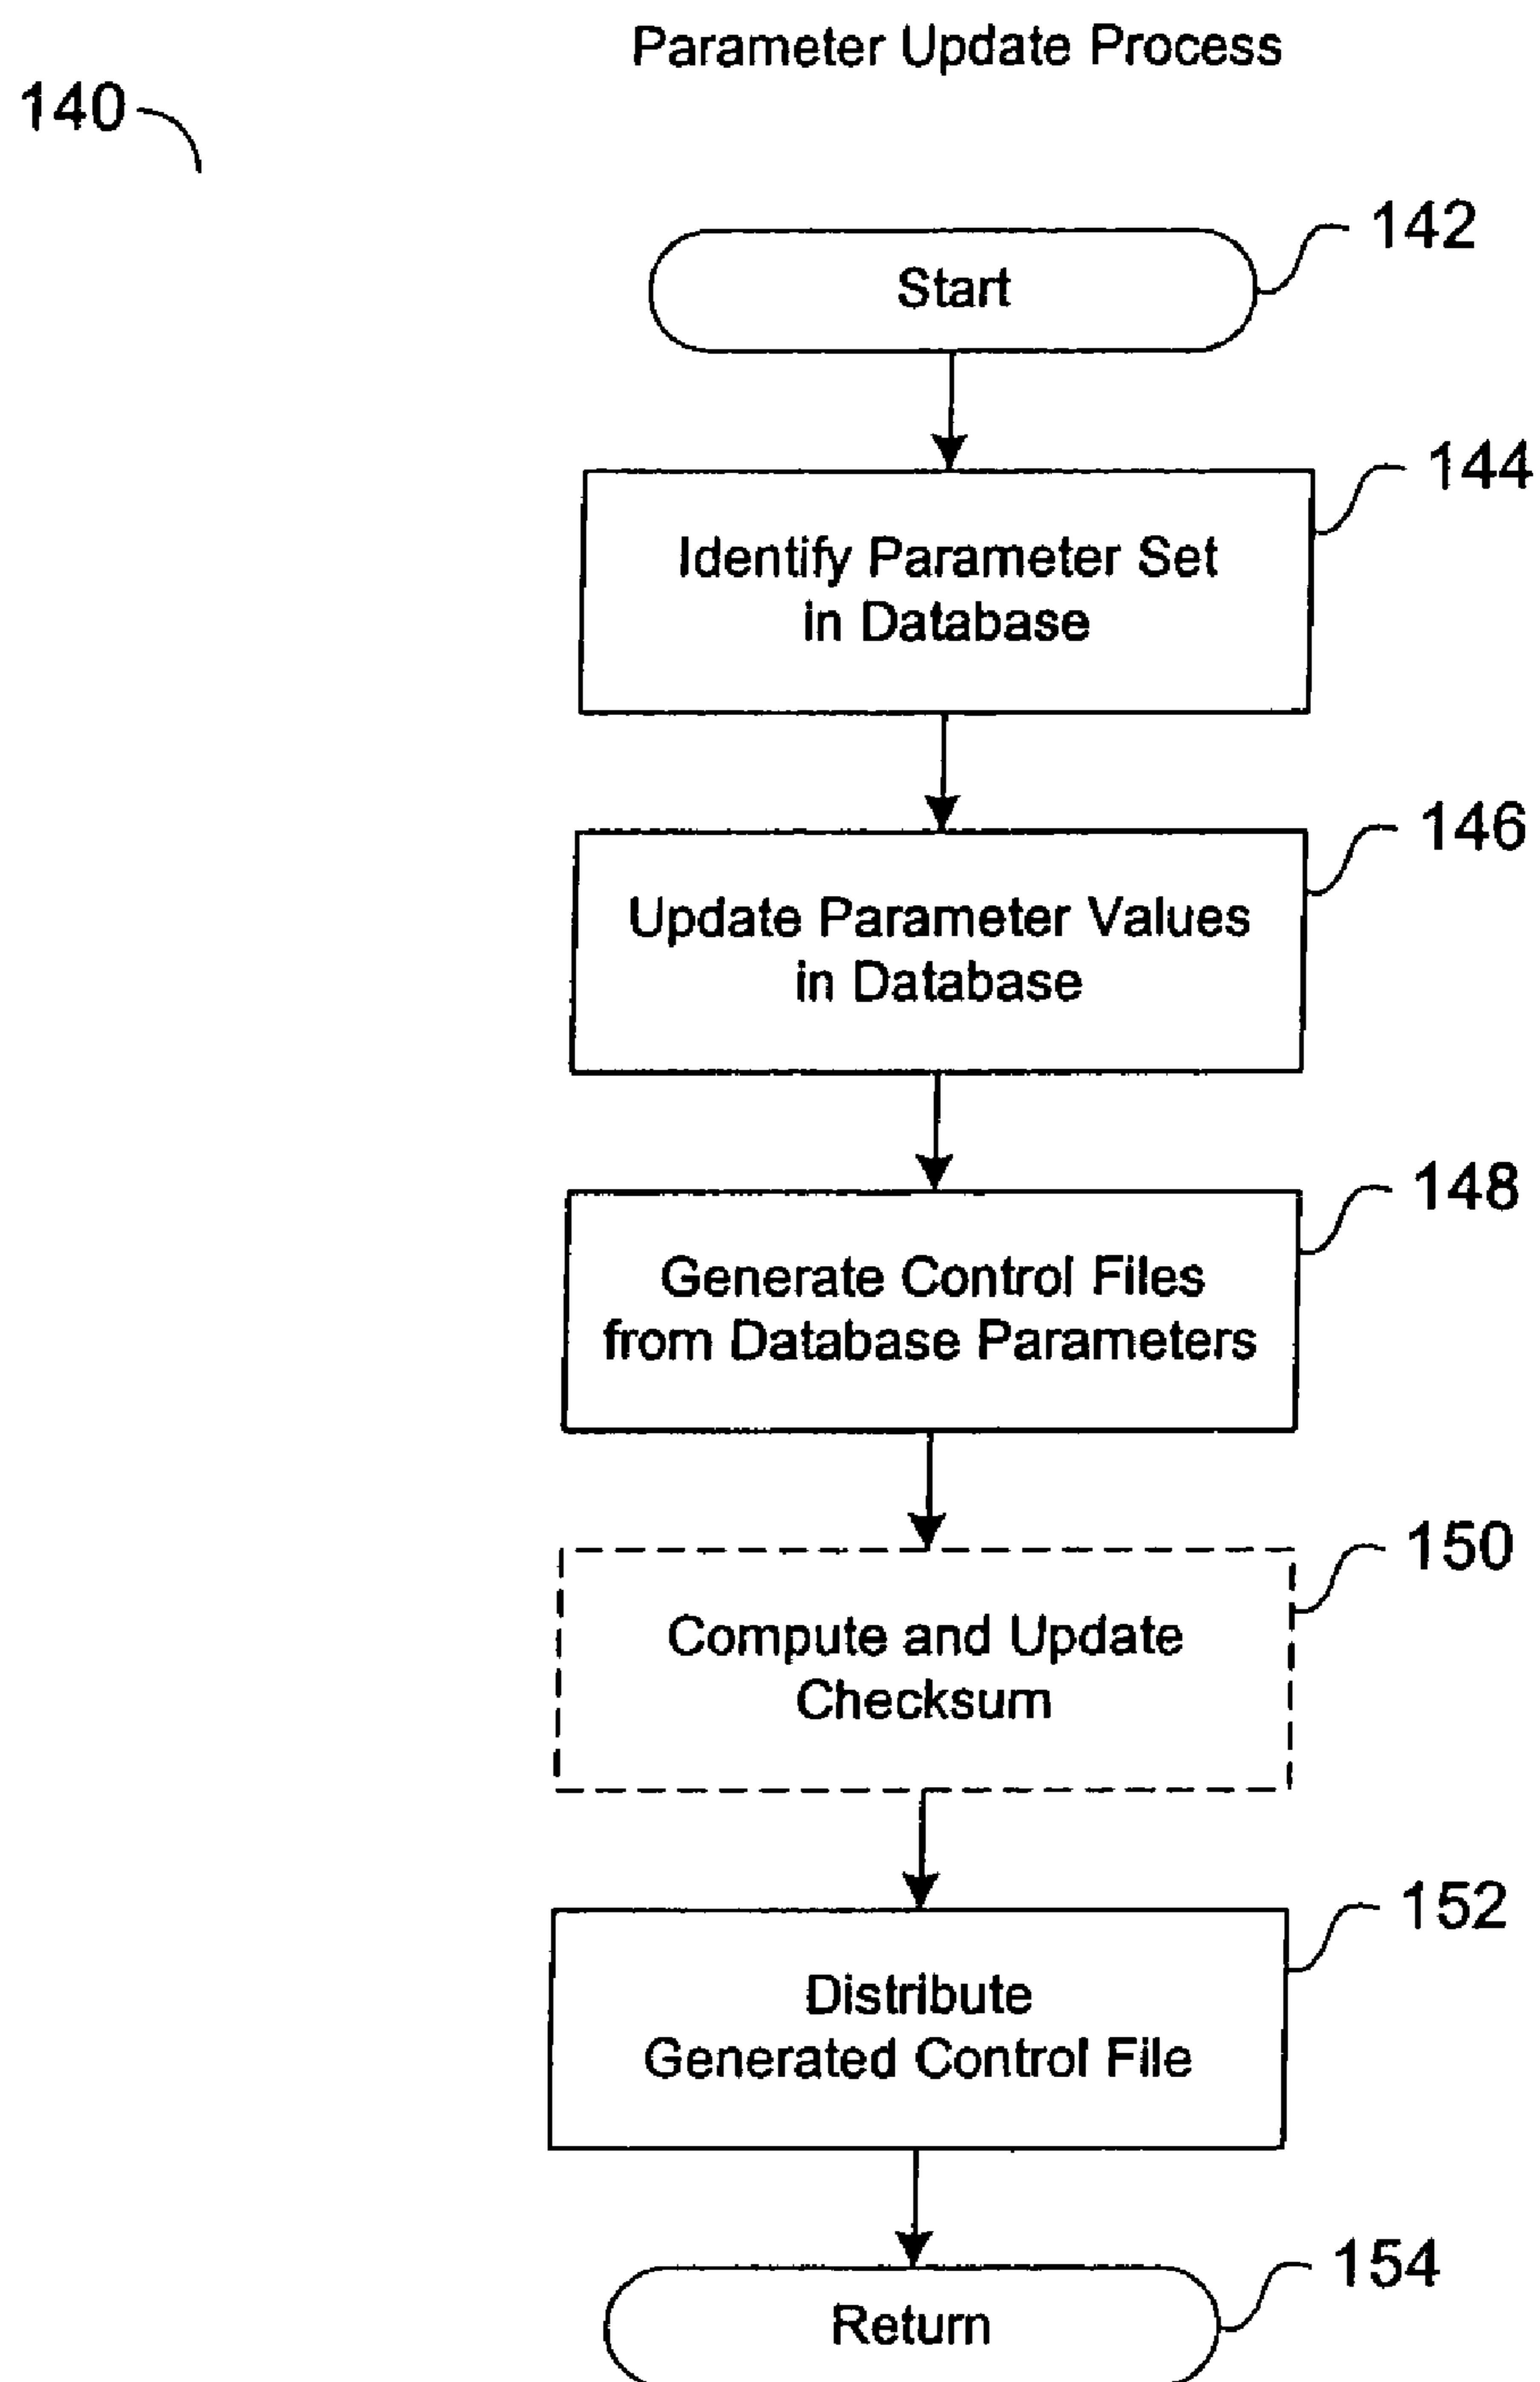 Parameter Update Process
140
142
Start
144
Identify Parameter Set
in Database
146
Update Parameter Values
in Database
148
Generate Control Files
from Database Parameters
150
Compute and Update
Checksum
152
Distribute
Generated Control File
154
Return